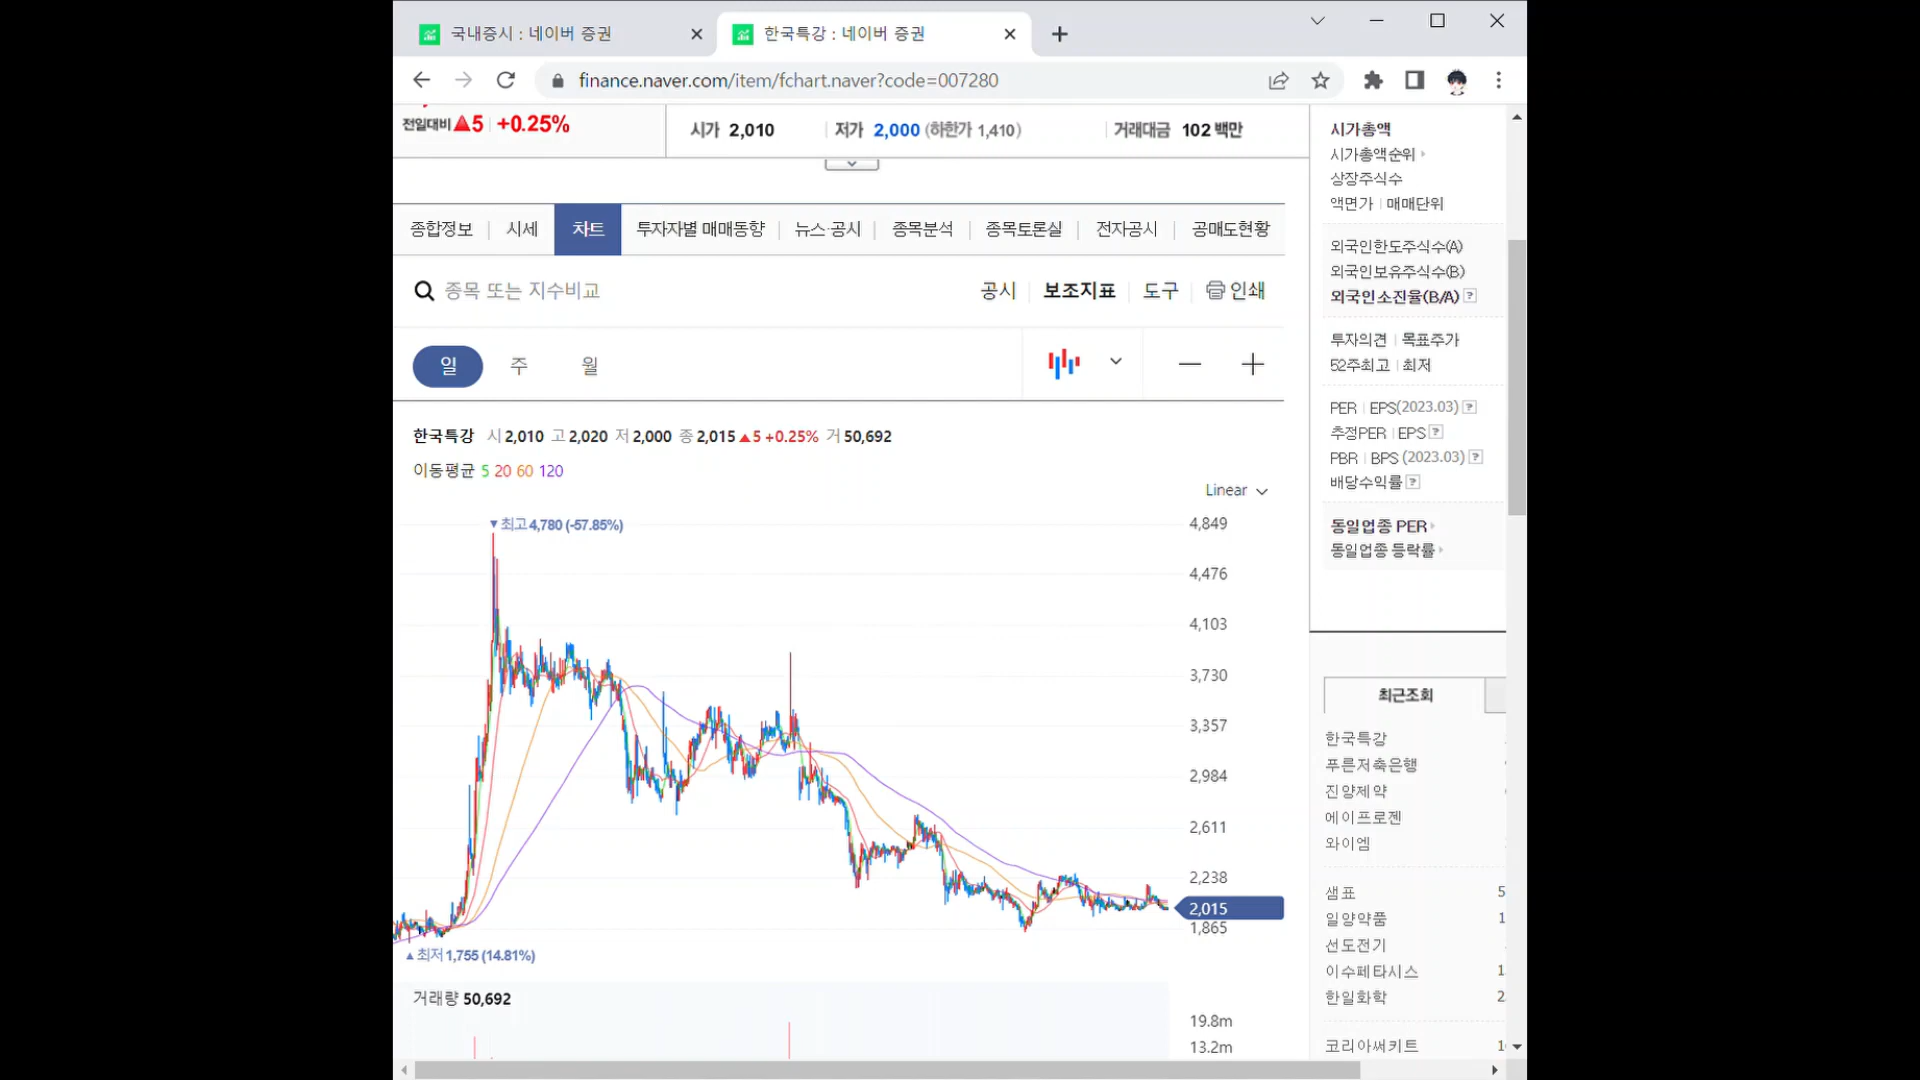 국내증시 : 네이버 증권
한국특강 : 네이버 증권
finance.naver.com/item/fchart.naver?code=007280
전일대비 ▲5 +0.25%
시가 2,010 저가 2,000 (하한가 1,410) 거래대금 102 백만
종합정보 시세 차트 투자자별 매매동향 뉴스·공시 종목분석 종목토론실 전자공시 공매도현황
종목 또는 지수비교
공시 보조지표 도구 인쇄
일 주 월
한국특강 시 2,010 고 2,020 저 2,000 종 2,015 ▲5 +0.25% 거 50,692
이동평균 5 20 60 120
Linear
▼최고 4,780 (-57.85%)
4,849
4,476
4,103
3,730
3,357
2,984
2,611
2,238
2,015
1,865
▲최저 1,755 (14.81%)
거래량 50,692
19.8m
13.2m
시가총액
시가총액순위
상장주식수
액면가 매매단위
외국인한도주식수(A)
외국인보유주식수(B)
외국인소진율(B/A) ?
투자의견 목표주가
52주최고 최저
PER EPS(2023.03) ?
추정PER EPS ?
PBR BPS (2023.03) ?
배당수익률 ?
동일업종 PER
동일업종 등락률
최근조회
한국특강
푸른저축은행
진양제약
에이프로젠
와이엠
샘표 5
일양약품 1
선도전기
이수페타시스 1
한일화학 2
코리아써키트 1